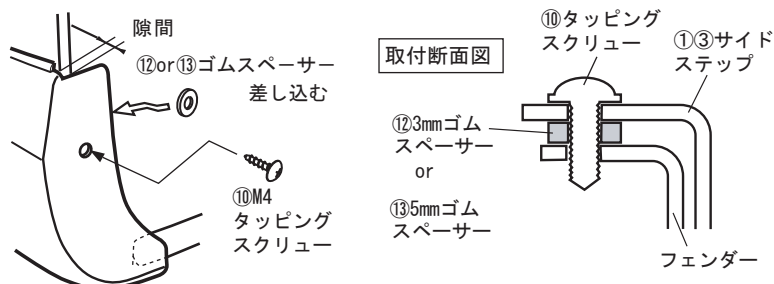 隙間
⑫or⑬ゴムスペーサー
差し込む
⑩M4
タッピング
スクリュー
取付断面図
⑩タッピング
スクリュー
①③サイド
ステップ
⑫3mmゴム
スペーサー
or
⑬5mmゴム
スペーサー
フェンダー